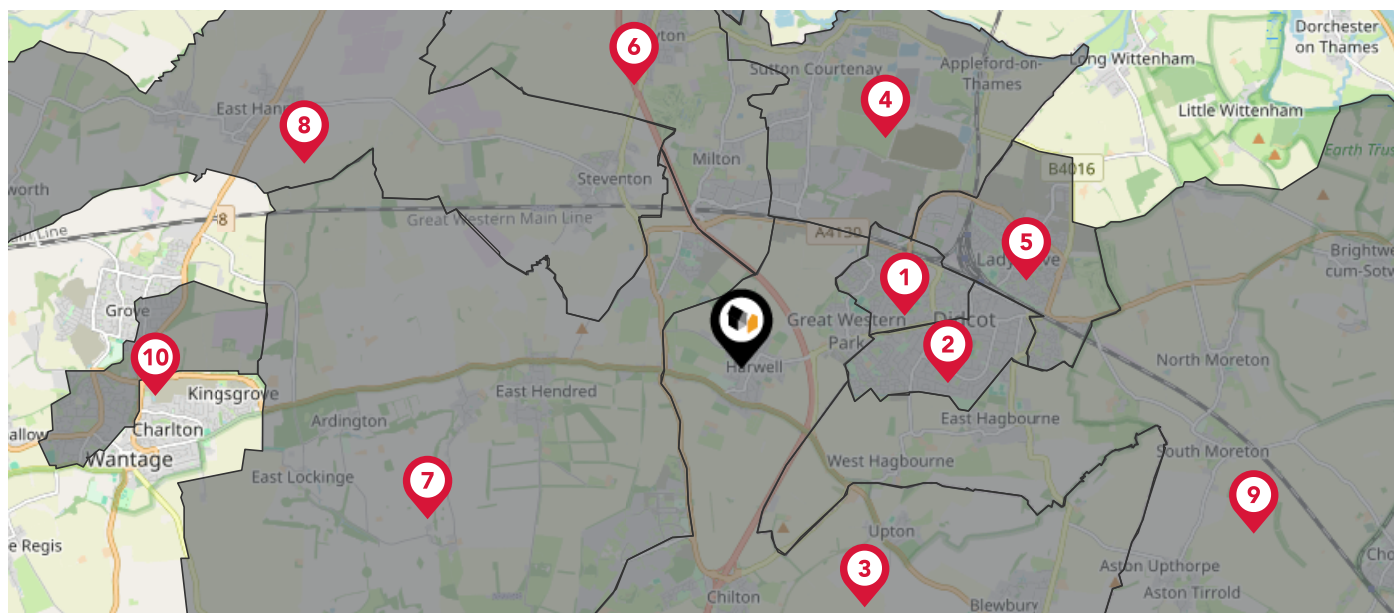 Dorchester
on Thames
6
Sutton Courtenay
Appleford-on-
Thames
Long Wittenham
4
Little Wittenham
East Han
8
Earth Trus
Milton
B4016
Steventon
worth
Great Western Main Line
A4130
5
Main Line
1
Grove
Great Western
Park
Didcot
2
Brightwe
cum-Sotw
10
Harwell
North Moreton
Kingsgrove
East Hendred
Ardington
East Hagbourne
Charlton
Wantage
South Moreton
West Hagbourne
East Lockinge
7
9
Upton
e Regis
3
Aston Upthorpe
Chilton
Aston Tirrold
Blewbury